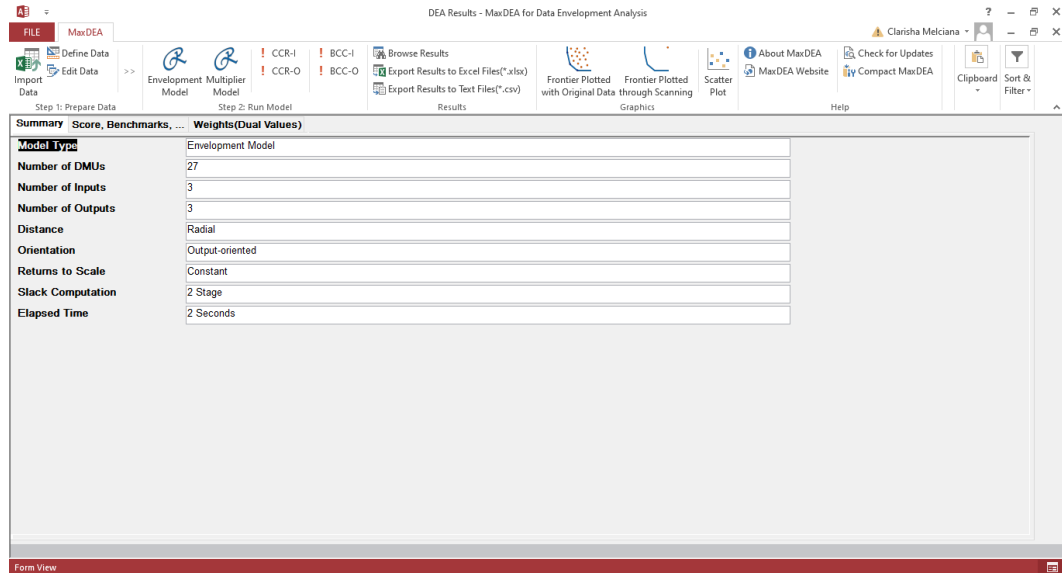 DEA Results - MaxDEA for Data Envelopment Analysis
FILE MaxDEA
Clarisha Melciana
Import Data
Define Data
Edit Data
>>
Step 1: Prepare Data
Envelopment Model
Multiplier Model
! CCR-I
! CCR-O
! BCC-I
! BCC-O
Step 2: Run Model
Browse Results
Export Results to Excel Files(*.xlsx)
Export Results to Text Files(*.csv)
Results
Frontier Plotted with Original Data
Frontier Plotted through Scanning
Scatter Plot
Graphics
About MaxDEA
MaxDEA Website
Check for Updates
Compact MaxDEA
Help
Clipboard
Sort & Filter
Summary Score, Benchmarks, ... Weights(Dual Values)
Model Type Envelopment Model
Number of DMUs 27
Number of Inputs 3
Number of Outputs 3
Distance Radial
Orientation Output-oriented
Returns to Scale Constant
Slack Computation 2 Stage
Elapsed Time 2 Seconds
Form View